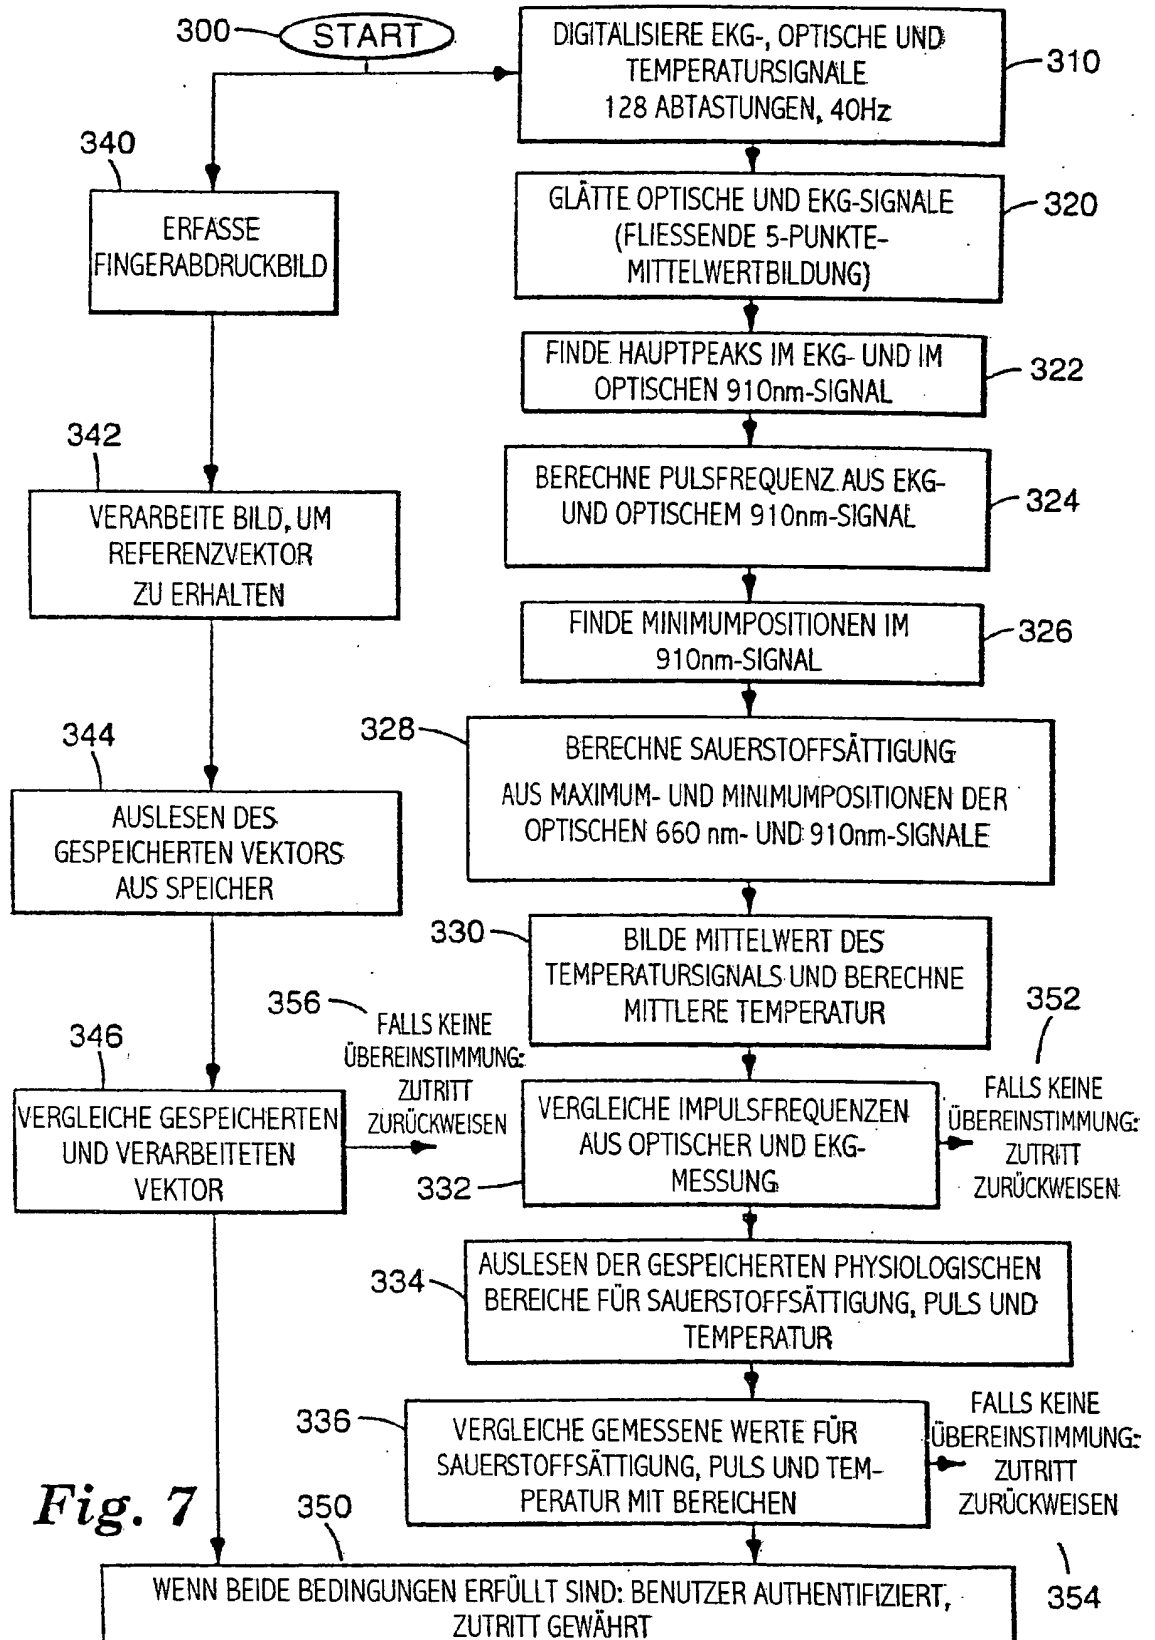 300
START
DIGITALISIERE EKG-, OPTISCHE UND
TEMPERATURSIGNALE
128 ABTASTUNGEN, 40Hz
310
340
ERFASSE
FINGERABDRUCKBILD
GLÄTTE OPTISCHE UND EKG-SIGNALE
(FLIESSENDE 5-PUNKTE-
MITTELWERTBILDUNG)
320
FINDE HAUPTPEAKS IM EKG- UND IM
OPTISCHEN 910nm-SIGNAL
322
342
VERARBEITE BILD, UM
REFERENZVEKTOR
ZU ERHALTEN
BERECHNE PULSFREQUENZ AUS EKG-
UND OPTISCHEM 910nm-SIGNAL
324
FINDE MINIMUMPOSITIONEN IM
910nm-SIGNAL
326
344
AUSLESEN DES
GESPEICHERTEN VEKTORS
AUS SPEICHER
328
BERECHNE SAUERSTOFFSÄTTIGUNG
AUS MAXIMUM- UND MINIMUMPOSITIONEN DER
OPTISCHEN 660 nm- UND 910nm-SIGNALE
330
BILDE MITTELWERT DES
TEMPERATURSIGNALS UND BERECHNE
MITTLERE TEMPERATUR
346
VERGLEICHE GESPEICHERTEN
UND VERARBEITETEN
VEKTOR
356
FALLS KEINE
ÜBEREINSTIMMUNG:
ZUTRITT
ZURÜCKWEISEN
332
VERGLEICHE IMPULSFREQUENZEN
AUS OPTISCHER UND EKG-
MESSUNG
352
FALLS KEINE
ÜBEREINSTIMMUNG:
ZUTRITT
ZURÜCKWEISEN
334
AUSLESEN DER GESPEICHERTEN PHYSIOLOGISCHEN
BEREICHE FÜR SAUERSTOFFSÄTTIGUNG, PULS UND
TEMPERATUR
336
VERGLEICHE GEMESSENE WERTE FÜR
SAUERSTOFFSÄTTIGUNG, PULS UND TEM-
PERATUR MIT BEREICHEN
FALLS KEINE
ÜBEREINSTIMMUNG:
ZUTRITT
ZURÜCKWEISEN
354
Fig. 7
350
WENN BEIDE BEDINGUNGEN ERFÜLLT SIND: BENUTZER AUTHENTIFIZIERT,
ZUTRITT GEWÄHRT